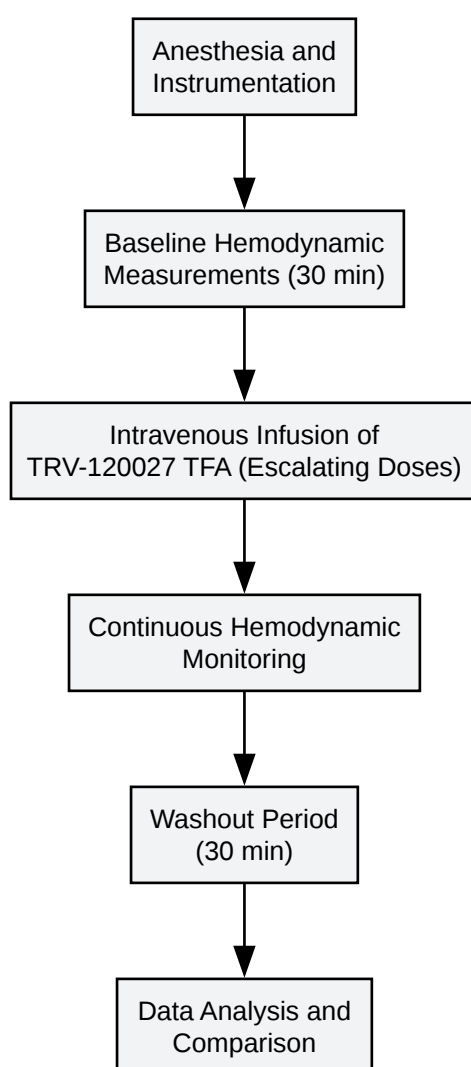 Anesthesia and
Instrumentation
Baseline Hemodynamic
Measurements (30 min)
Intravenous Infusion of
TRV-120027 TFA (Escalating Doses)
Continuous Hemodynamic
Monitoring
Washout Period
(30 min)
Data Analysis and
Comparison